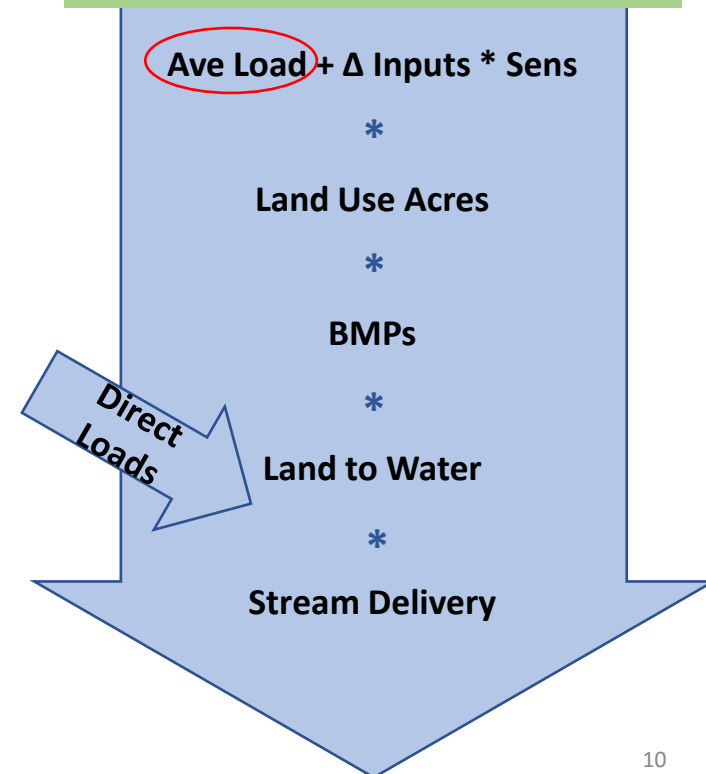 Ave Load + Δ Inputs * Sens
*
Land Use Acres
*
BMPs
*
Direct
Loads
Land to Water
*
Stream Delivery
10